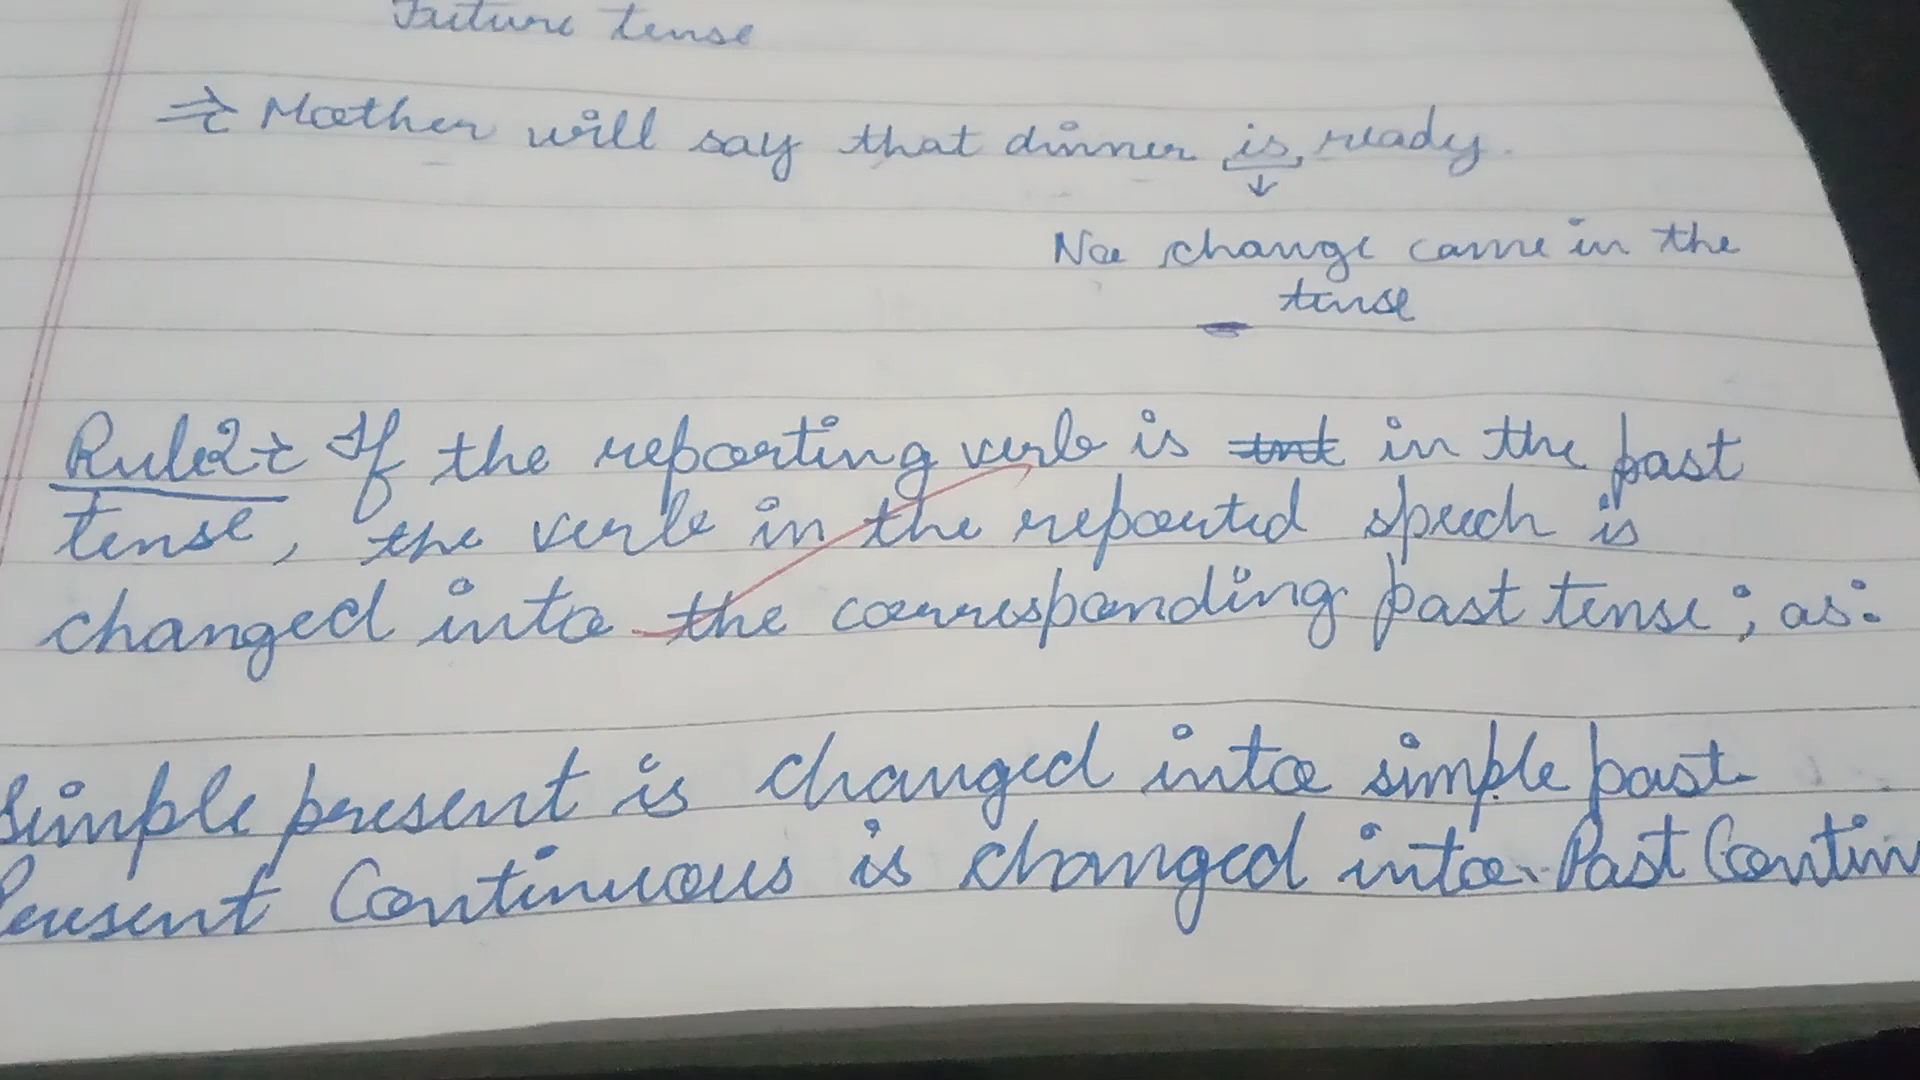 Future tense
⇒ Mother will say that dinner is ready.
↓
No change came in the
tense
Rule 2 :- If the reporting verb is in the past
tense, the verb in the reported speech is
changed into the corresponding past tense; as:
Simple present is changed into simple past
Present Continuous is changed into Past Contin